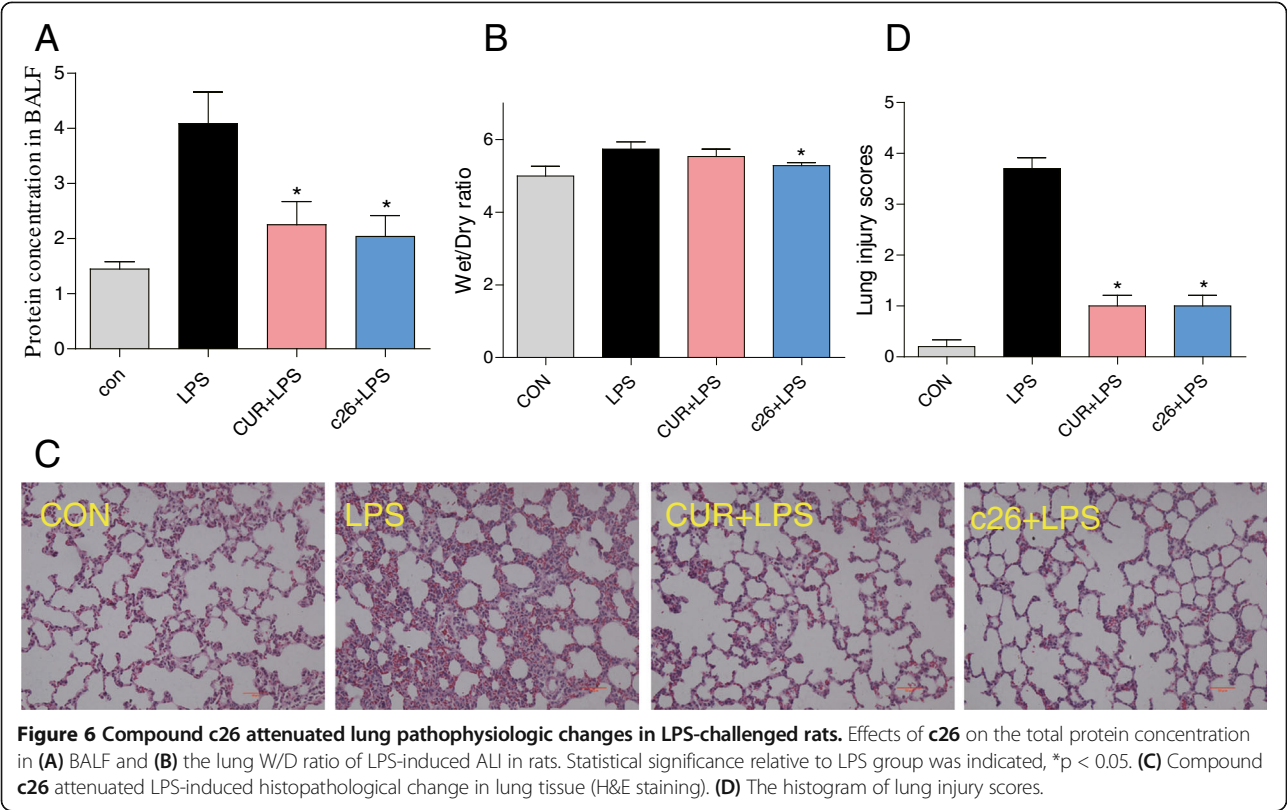 A
Protein concentration in BALF
5
4
3
2
1
0
*
*
con
LPS
CUR+LPS
c26+LPS
B
Wet/Dry ratio
6
4
2
0
*
CON
LPS
CUR+LPS
c26+LPS
D
Lung injury scores
5
4
3
2
1
0
*
*
CON
LPS
CUR+LPS
c26+LPS
C
CON
LPS
CUR+LPS
c26+LPS
Figure 6 Compound c26 attenuated lung pathophysiologic changes in LPS-challenged rats. Effects of c26 on the total protein concentration
in (A) BALF and (B) the lung W/D ratio of LPS-induced ALI in rats. Statistical significance relative to LPS group was indicated, *p < 0.05. (C) Compound
c26 attenuated LPS-induced histopathological change in lung tissue (H&E staining). (D) The histogram of lung injury scores.